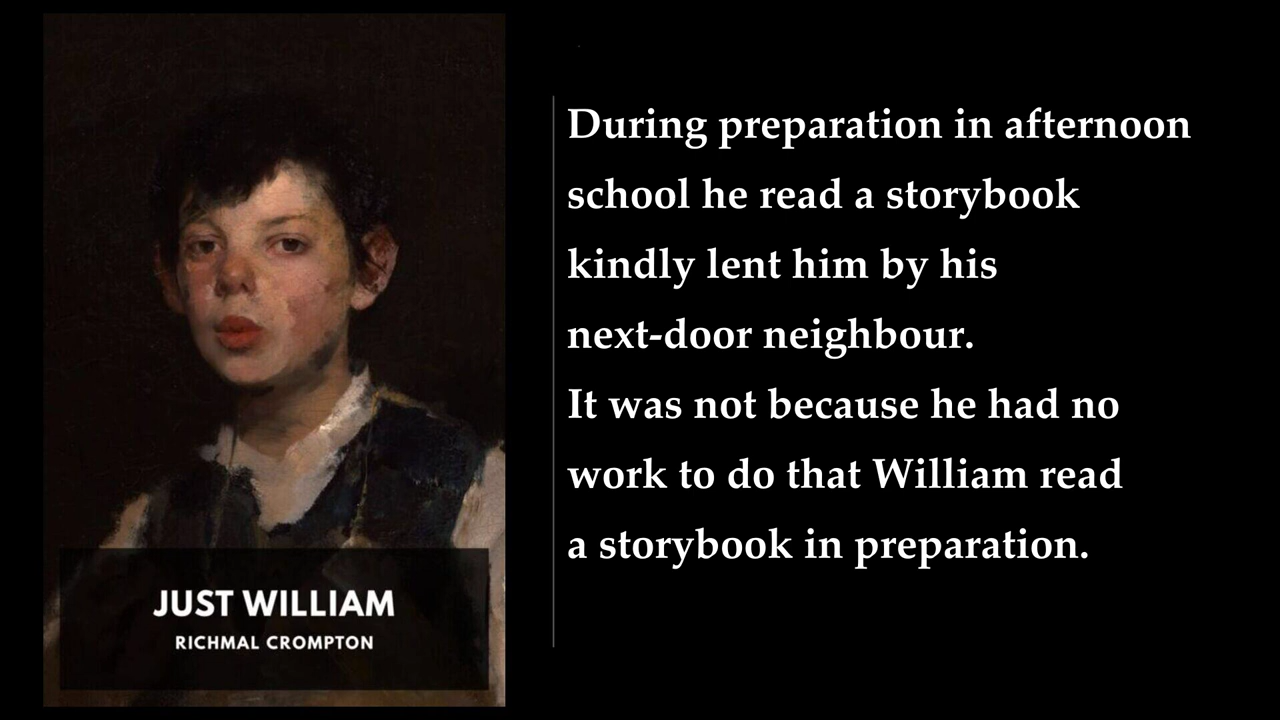 JUST WILLIAM
RICHMAL CROMPTON
During preparation in afternoon
school he read a storybook
kindly lent him by his
next-door neighbour.
It was not because he had no
work to do that William read
a storybook in preparation.